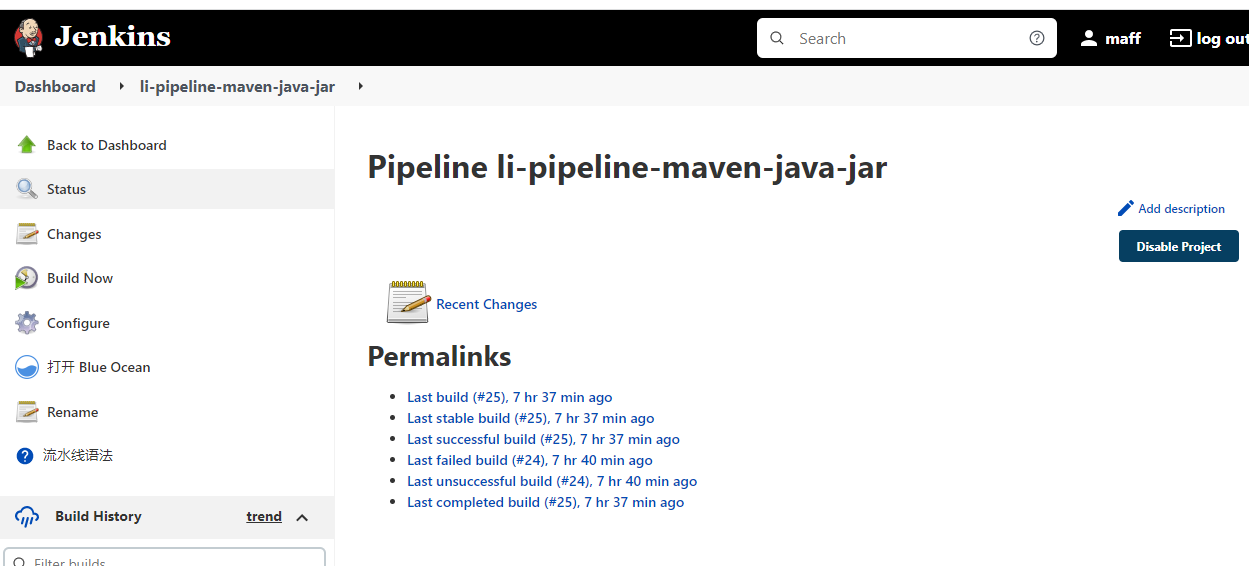 Jenkins
Search
maff
log out
Dashboard
li-pipeline-maven-java-jar
Back to Dashboard
Status
Changes
Build Now
Configure
打开 Blue Ocean
Rename
流水线语法
Build History
trend
Filter builds
Pipeline li-pipeline-maven-java-jar
Add description
Disable Project
Recent Changes
Permalinks
Last build (#25), 7 hr 37 min ago
Last stable build (#25), 7 hr 37 min ago
Last successful build (#25), 7 hr 37 min ago
Last failed build (#24), 7 hr 40 min ago
Last unsuccessful build (#24), 7 hr 40 min ago
Last completed build (#25), 7 hr 37 min ago